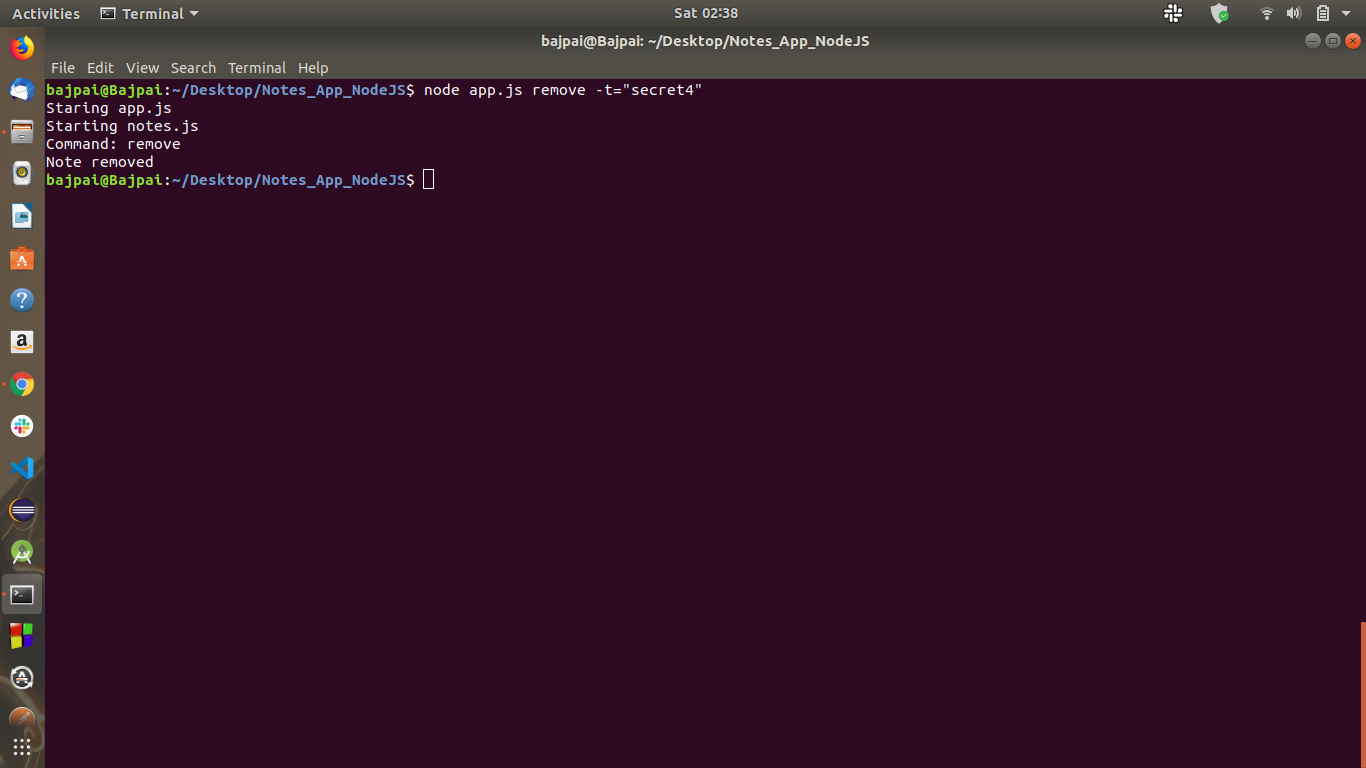 Activities Terminal Sat 02:38
bajpai@Bajpai: ~/Desktop/Notes_App_NodeJS
File Edit View Search Terminal Help
bajpai@Bajpai:~/Desktop/Notes_App_NodeJS$ node app.js remove -t="secret4"
Staring app.js
Starting notes.js
Command: remove
Note removed
bajpai@Bajpai:~/Desktop/Notes_App_NodeJS$